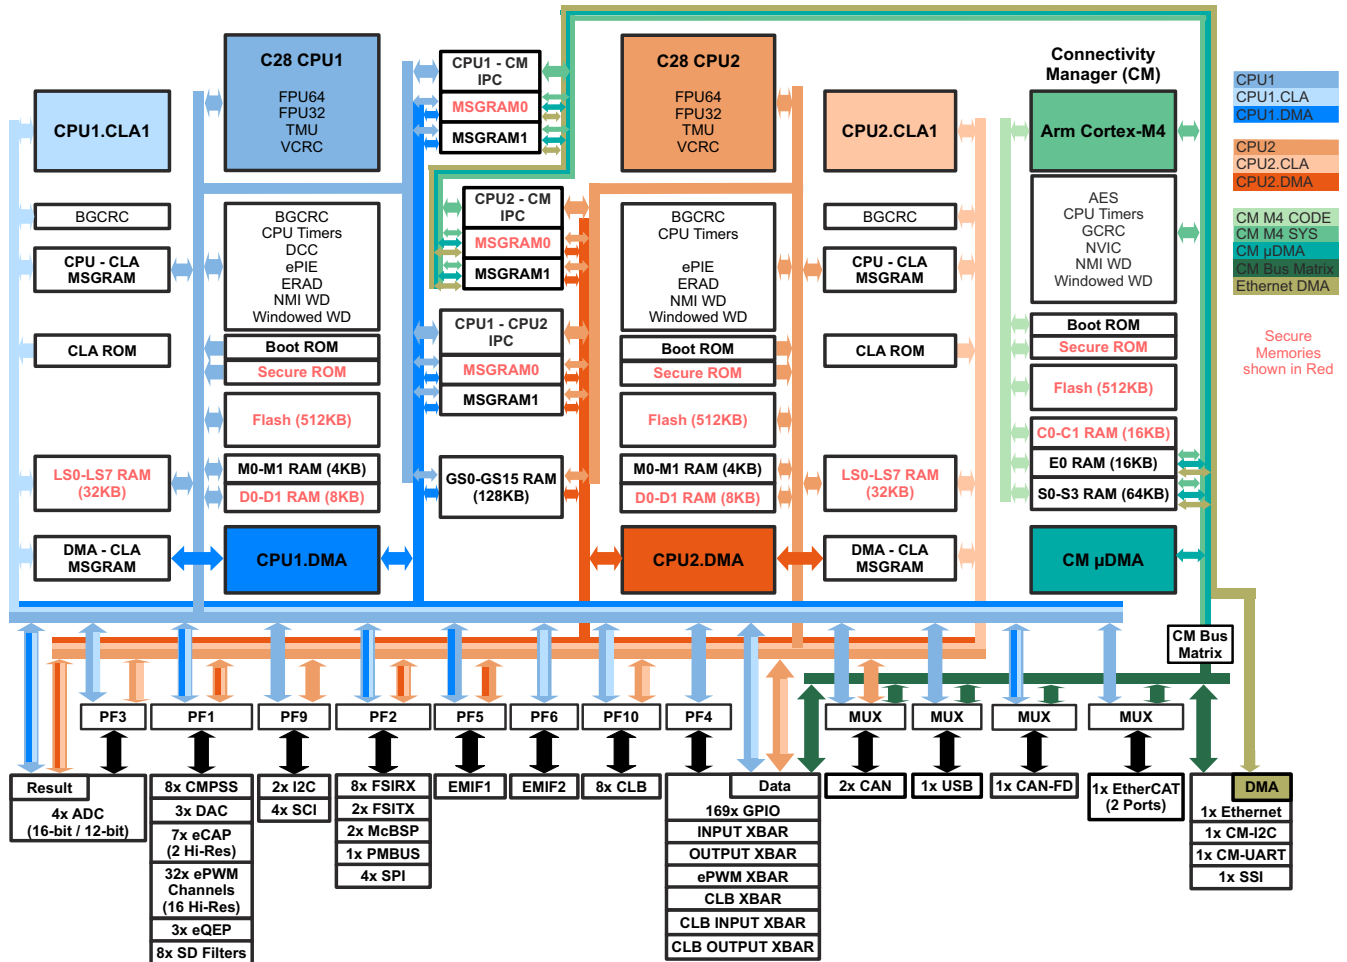 C28 CPU1
FPU64
FPU32
TMU
VCRC
CPU1.CLA1
BGCRC
CPU - CLA
MSGRAM
CLA ROM
LS0-LS7 RAM
(32KB)
DMA - CLA
MSGRAM
BGCRC
CPU Timers
DCC
ePIE
ERAD
NMI WD
Windowed WD
Boot ROM
Secure ROM
Flash (512KB)
M0-M1 RAM (4KB)
D0-D1 RAM (8KB)
CPU1.DMA
CPU1 - CM
IPC
MSGRAM0
MSGRAM1
CPU2 - CM
IPC
MSGRAM0
MSGRAM1
CPU1 - CPU2
IPC
MSGRAM0
MSGRAM1
GS0-GS15 RAM
(128KB)
C28 CPU2
FPU64
FPU32
TMU
VCRC
BGCRC
CPU Timers
ePIE
ERAD
NMI WD
Windowed WD
Boot ROM
Secure ROM
Flash (512KB)
M0-M1 RAM (4KB)
D0-D1 RAM (8KB)
CPU2.DMA
CPU2.CLA1
BGCRC
CPU - CLA
MSGRAM
CLA ROM
LS0-LS7 RAM
(32KB)
DMA - CLA
MSGRAM
Connectivity
Manager (CM)
Arm Cortex-M4
AES
CPU Timers
GCRC
NVIC
NMI WD
Windowed WD
Boot ROM
Secure ROM
Flash (512KB)
C0-C1 RAM (16KB)
E0 RAM (16KB)
S0-S3 RAM (64KB)
CM µDMA
CPU1
CPU1.CLA
CPU1.DMA
CPU2
CPU2.CLA
CPU2.DMA
CM M4 CODE
CM M4 SYS
CM µDMA
CM Bus Matrix
Ethernet DMA
Secure
Memories
shown in Red
CM Bus
Matrix
PF3
PF1
PF9
PF2
PF5
PF6
PF10
PF4
MUX
MUX
MUX
MUX
Result
4x ADC
(16-bit / 12-bit)
8x CMPSS
3x DAC
7x eCAP
(2 Hi-Res)
32x ePWM
Channels
(16 Hi-Res)
3x eQEP
8x SD Filters
2x I2C
4x SCI
8x FSIRX
2x FSITX
2x McBSP
1x PMBUS
4x SPI
EMIF1
EMIF2
8x CLB
Data
169x GPIO
INPUT XBAR
OUTPUT XBAR
ePWM XBAR
CLB XBAR
CLB INPUT XBAR
CLB OUTPUT XBAR
2x CAN
1x USB
1x CAN-FD
1x EtherCAT
(2 Ports)
DMA
1x Ethernet
1x CM-I2C
1x CM-UART
1x SSI